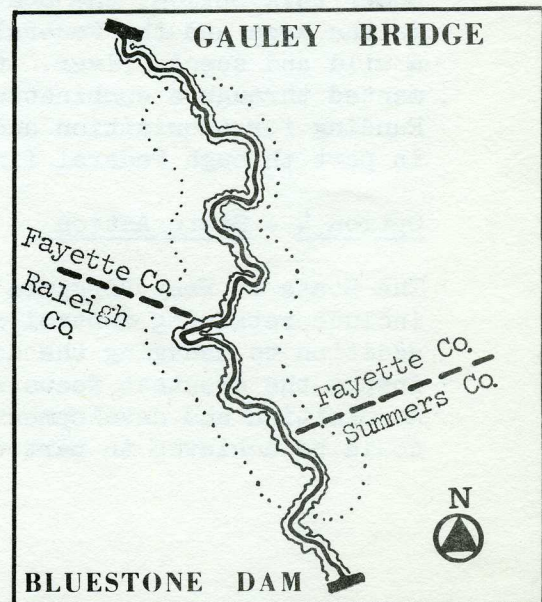 GAULEY BRIDGE
Fayette Co.
Raleigh
Co.
Fayette Co.
Summers Co.
N
BLUESTONE DAM